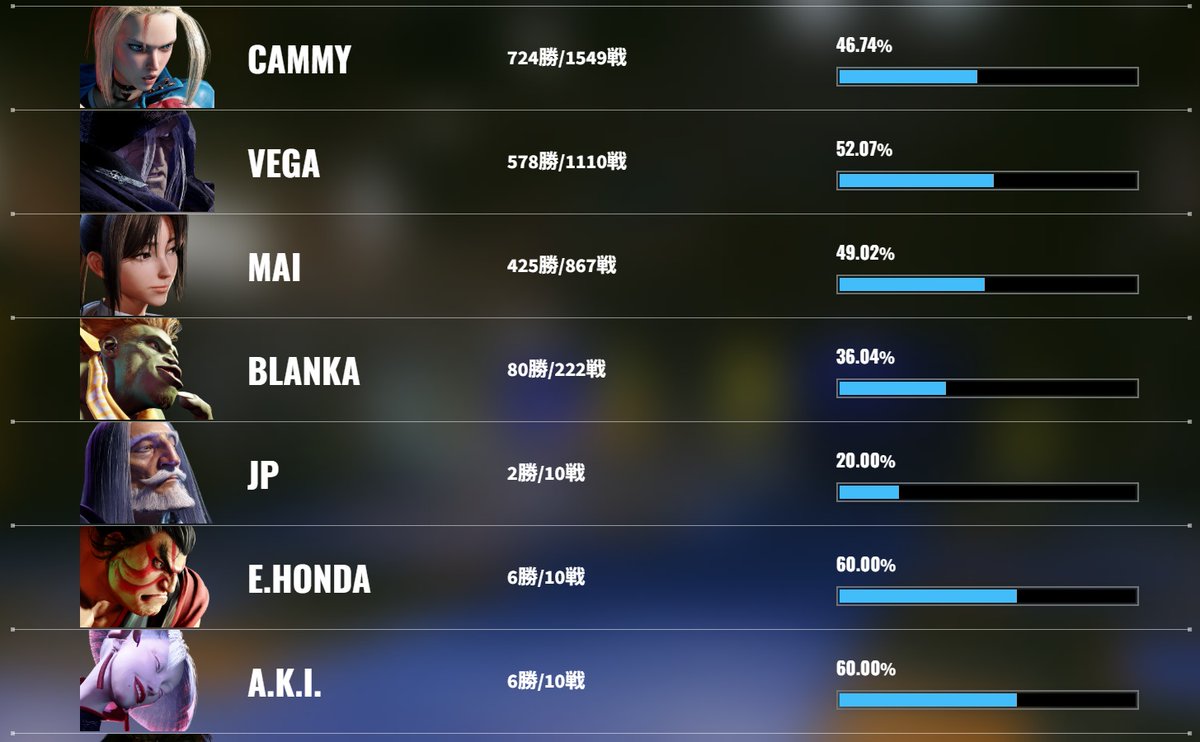 CAMMY 724勝/1549戦 46.74%
VEGA 578勝/1110戦 52.07%
MAI 425勝/867戦 49.02%
BLANKA 80勝/222戦 36.04%
JP 2勝/10戦 20.00%
E.HONDA 6勝/10戦 60.00%
A.K.I. 6勝/10戦 60.00%